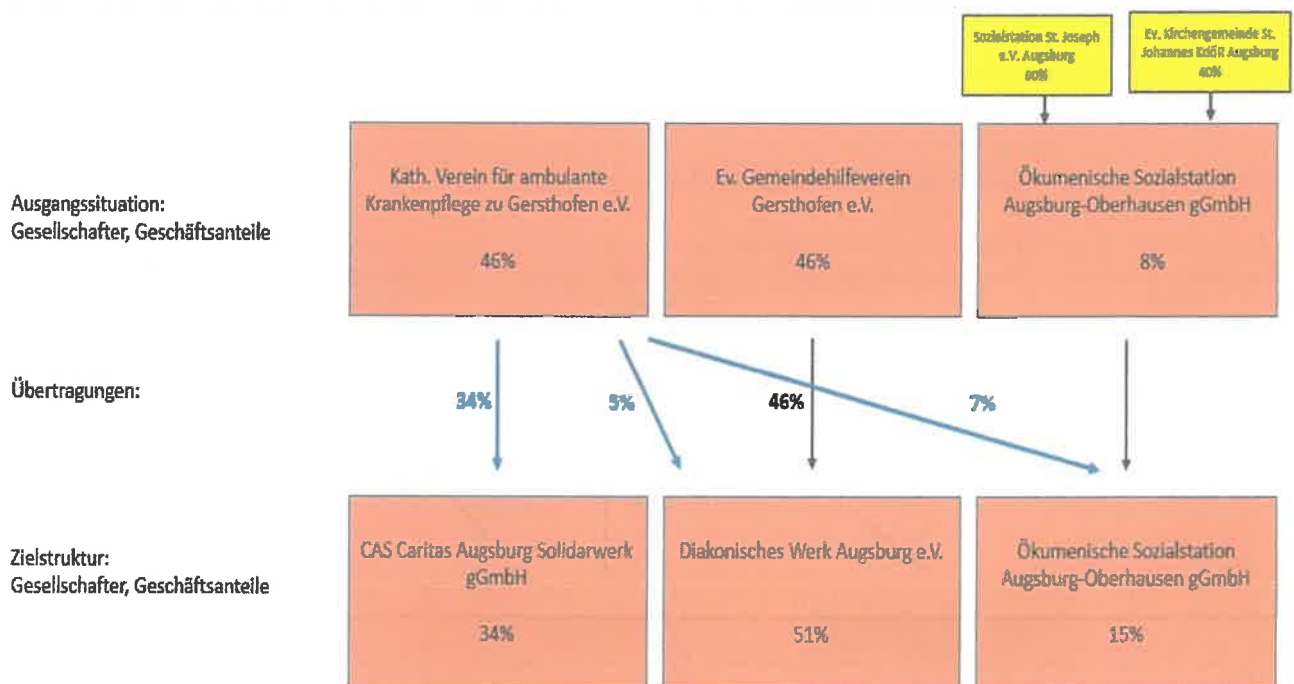 Sozialstation St. Joseph
e.V. Augsburg
60%
Ev. Kirchengemeinde St.
Johannes KdöR Augsburg
40%
Ausgangssituation:
Gesellschafter, Geschäftsanteile
Kath. Verein für ambulante
Krankenpflege zu Gersthofen e.V.
46%
Ev. Gemeindehilfeverein
Gersthofen e.V.
46%
Ökumenische Sozialstation
Augsburg-Oberhausen gGmbH
8%
Übertragungen:
34%
5%
46%
7%
Zielstruktur:
Gesellschafter, Geschäftsanteile
CAS Caritas Augsburg Solidarwerk
gGmbH
34%
Diakonisches Werk Augsburg e.V.
51%
Ökumenische Sozialstation
Augsburg-Oberhausen gGmbH
15%